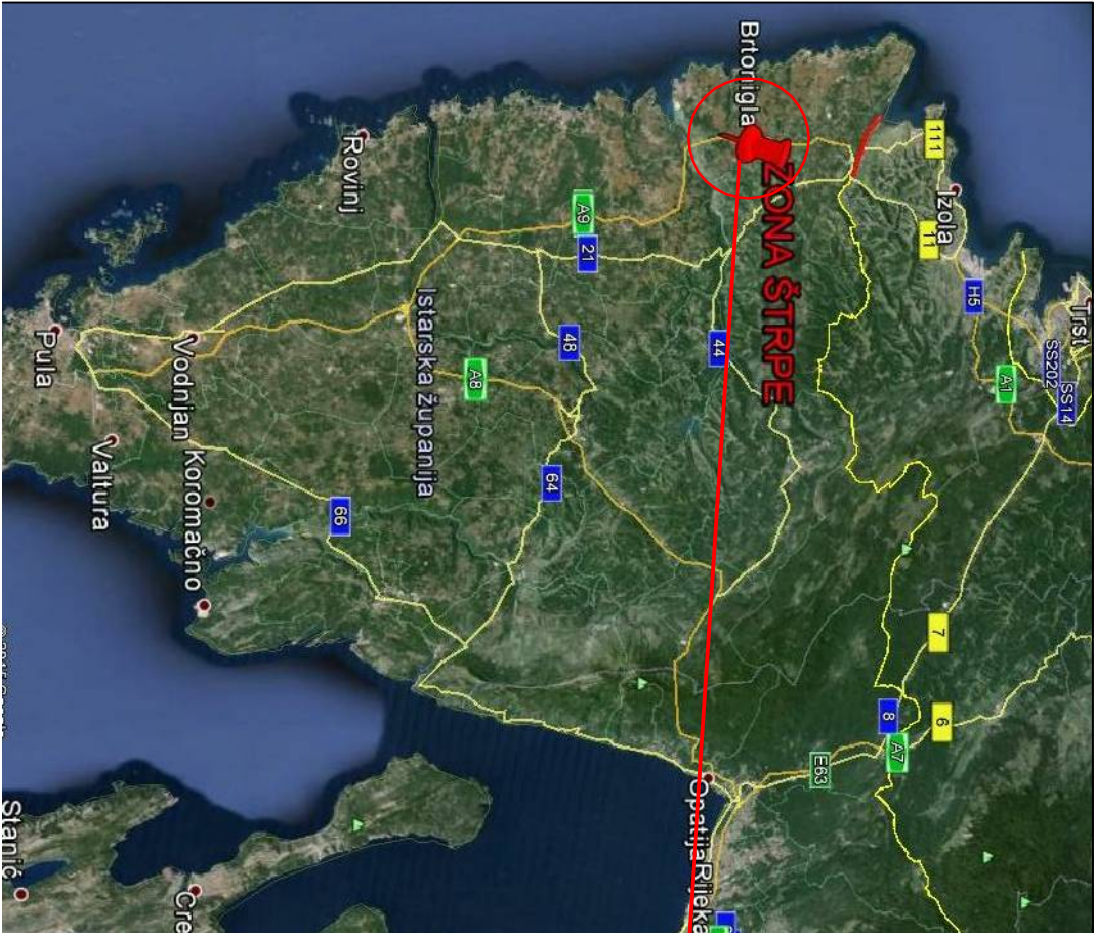 Trst
SS14
SS202
A1
H5
Izola
111
7
6
11
A7
8
E63
ZONA ŠTRPE
Brtonigla
44
Opatija
Rijeka
21
A9
48
64
A8
Istarska županija
Rovinj
66
Vodnjan
Koromačno
Cre
Valtura
Pula
Stanić